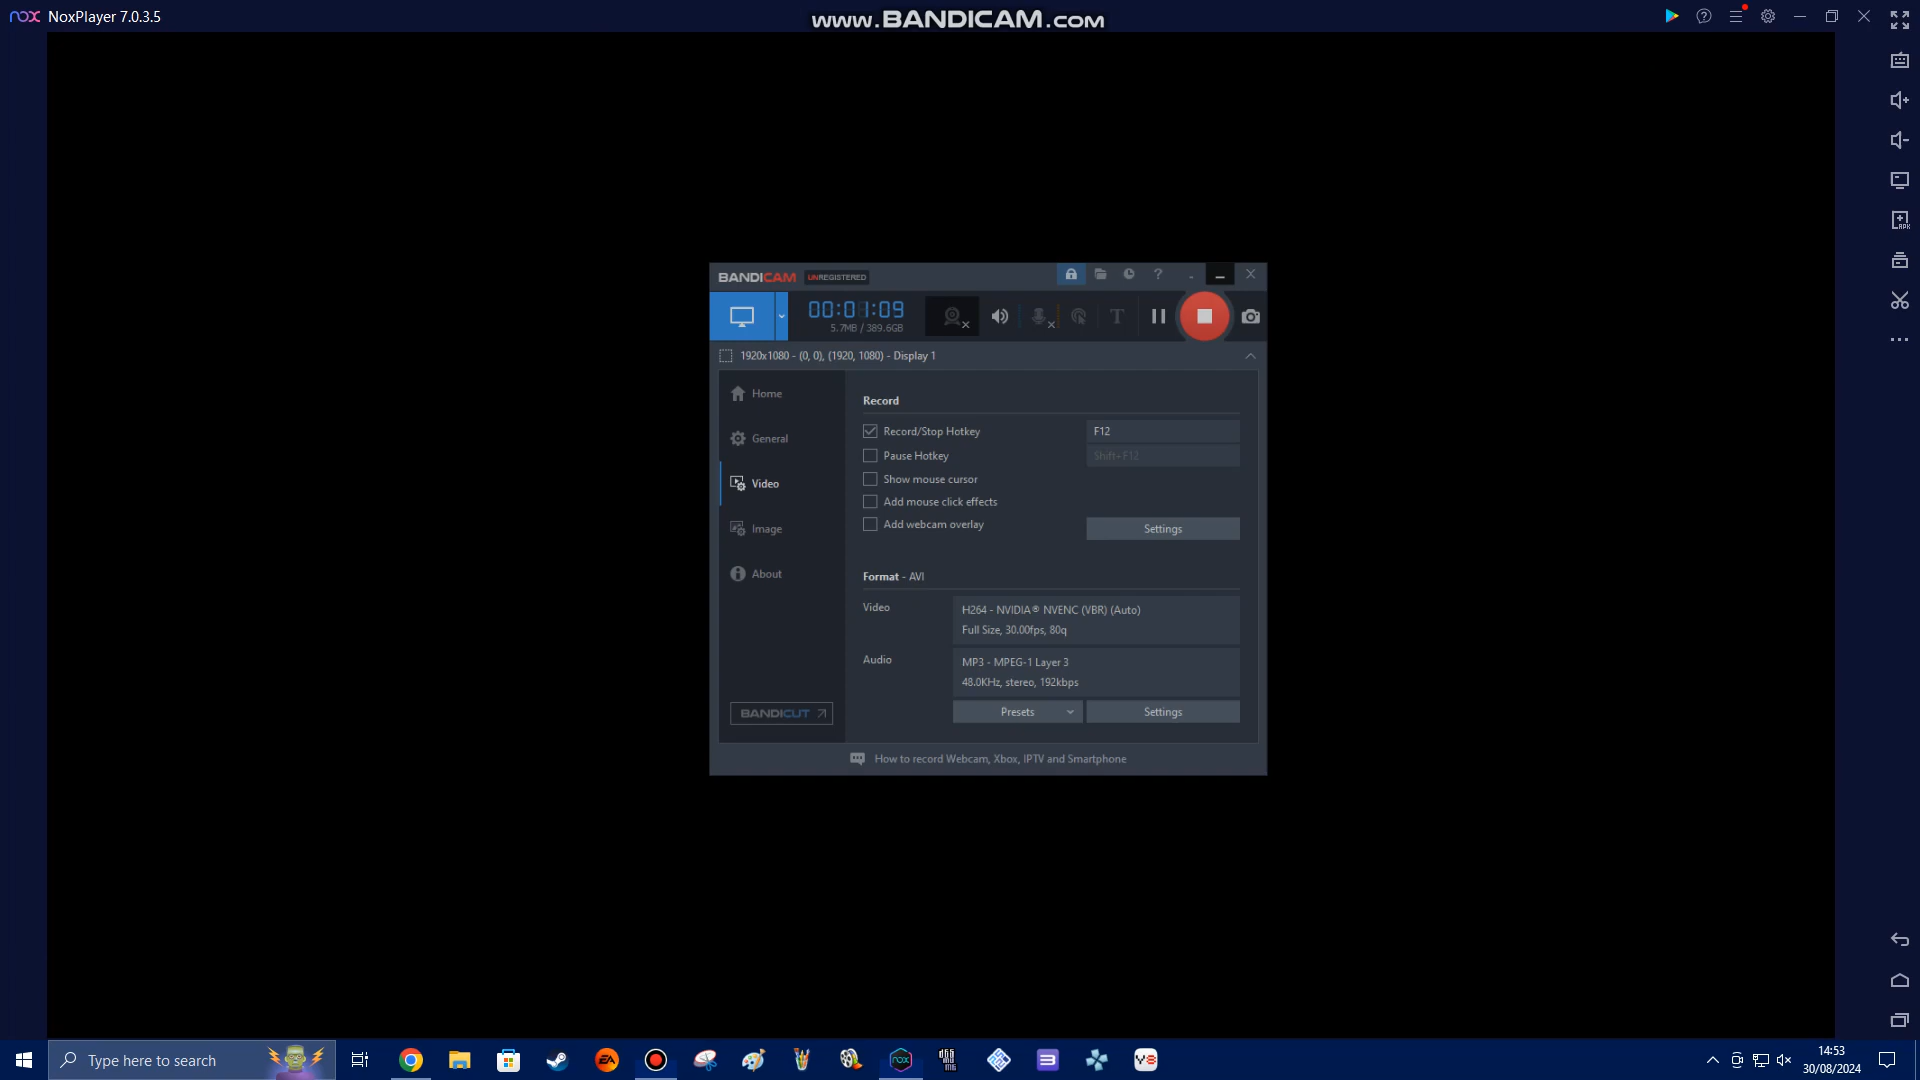 nox NoxPlayer 7.0.3.5
www.BANDICAM.com
BANDICAM UNREGISTERED
00:01:09
5.7MB / 389.6GB
1920x1080 - (0, 0), (1920, 1080) - Display 1
Home
General
Video
Image
About
BANDICUT
Record
Record/Stop Hotkey
F12
Pause Hotkey
Shift+F12
Show mouse cursor
Add mouse click effects
Add webcam overlay
Settings
Format - AVI
Video
H264 - NVIDIA® NVENC (VBR) (Auto)
Full Size, 30.00fps, 80q
Audio
MP3 - MPEG-1 Layer 3
48.0KHz, stereo, 192kbps
Presets
Settings
How to record Webcam, Xbox, IPTV and Smartphone
Type here to search
14:53
30/08/2024